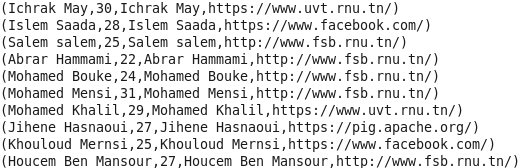 (Ichrak May,30,Ichrak May,https://www.uvt.rnu.tn/)
(Islem Saada,28,Islem Saada,https://www.facebook.com/)
(Salem salem,25,Salem salem,http://www.fsb.rnu.tn/)
(Abrar Hammami,22,Abrar Hammami,http://www.fsb.rnu.tn/)
(Mohamed Bouke,24,Mohamed Bouke,http://www.fsb.rnu.tn/)
(Mohamed Mensi,31,Mohamed Mensi,http://www.fsb.rnu.tn/)
(Mohamed Khalil,29,Mohamed Khalil,https://www.uvt.rnu.tn/)
(Jihene Hasnaoui,27,Jihene Hasnaoui,https://pig.apache.org/)
(Khouloud Mernsi,25,Khouloud Mernsi,https://www.facebook.com/)
(Houcem Ben Mansour,27,Houcem Ben Mansour,http://www.fsb.rnu.tn/)